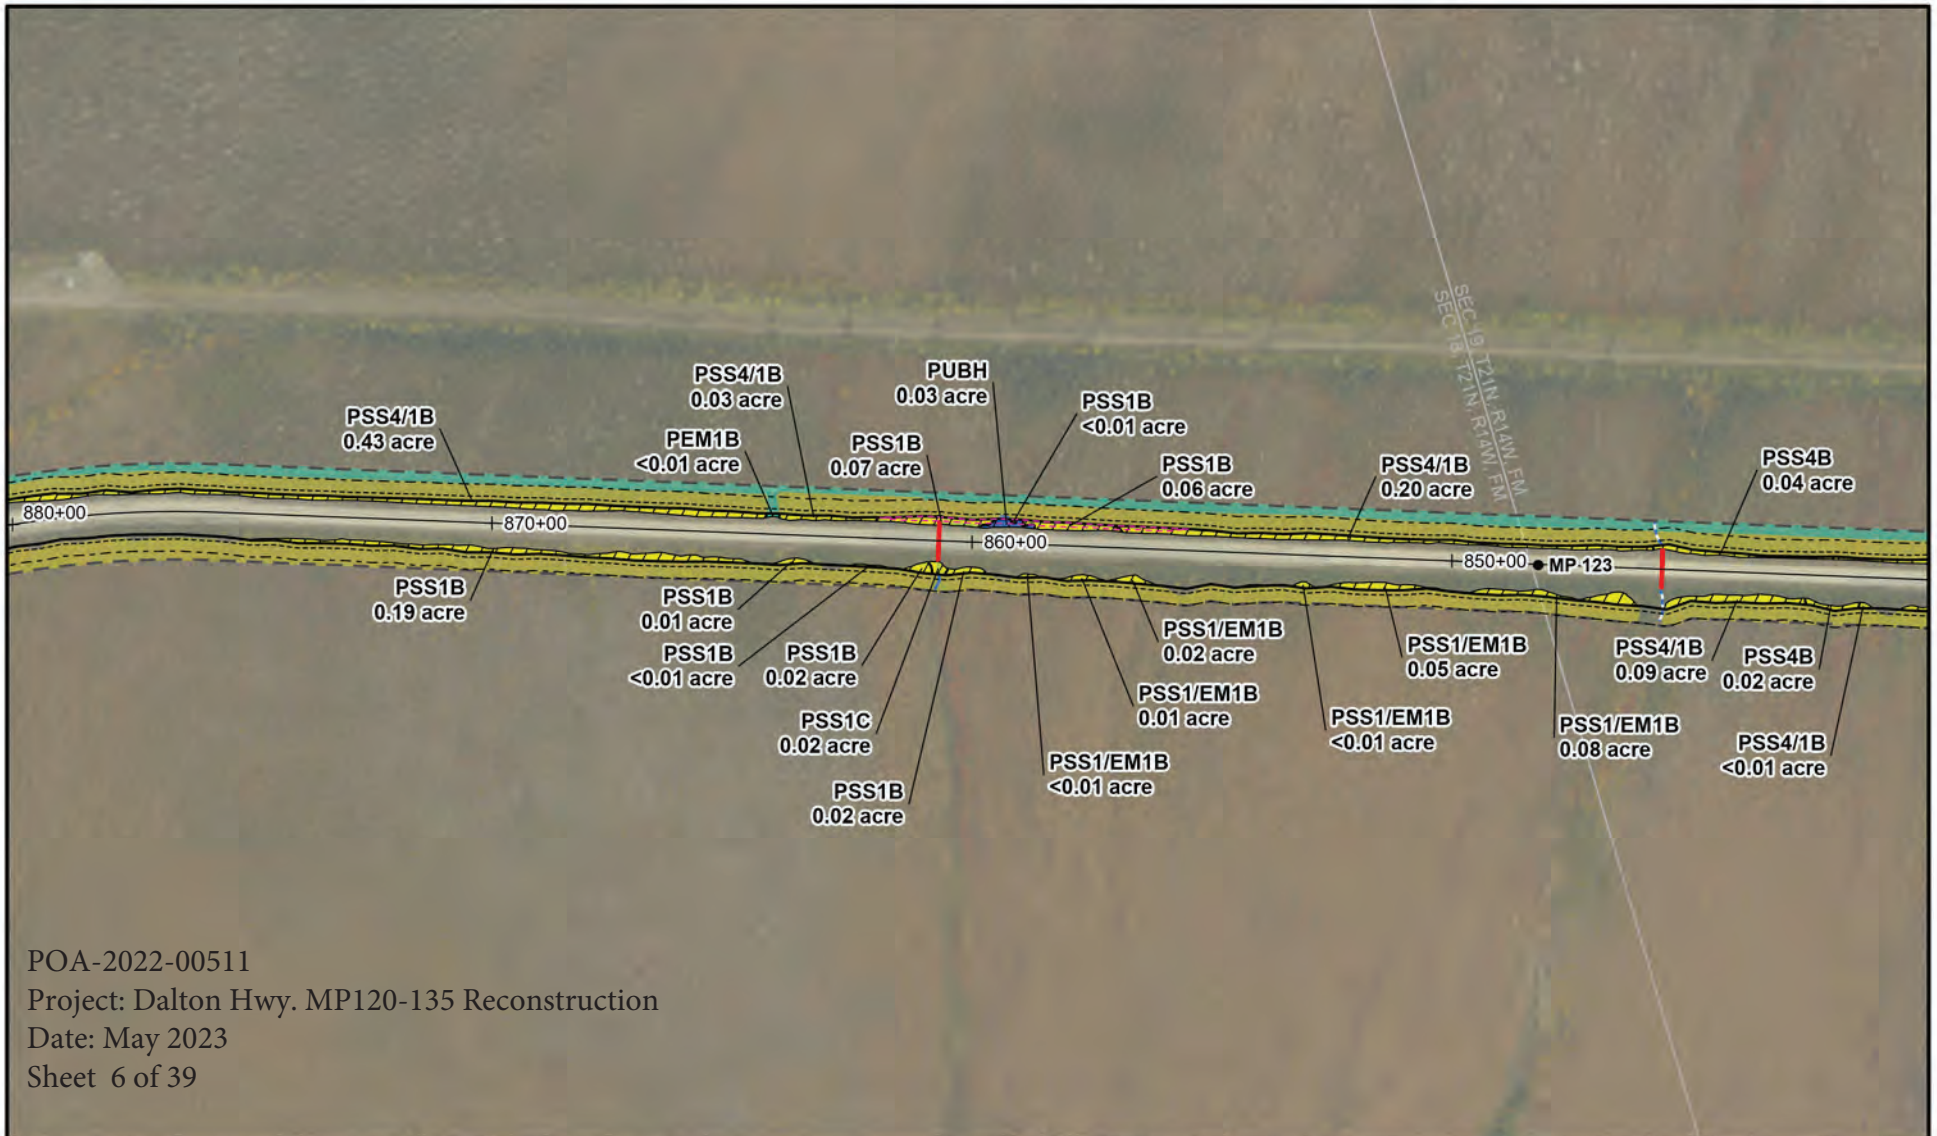 SEC 19, T21N, R14W, FM
SEC 18, T21N, R14W, FM
PSS4/1B
0.43 acre
PSS4/1B
0.03 acre
PEM1B
<0.01 acre
PUBH
0.03 acre
PSS1B
0.07 acre
PSS1B
<0.01 acre
PSS1B
0.06 acre
PSS4/1B
0.20 acre
PSS4B
0.04 acre
880+00
870+00
860+00
850+00
MP 123
PSS1B
0.19 acre
PSS1B
0.01 acre
PSS1B
<0.01 acre
PSS1B
0.02 acre
PSS1C
0.02 acre
PSS1B
0.02 acre
PSS1/EM1B
<0.01 acre
PSS1/EM1B
0.01 acre
PSS1/EM1B
0.02 acre
PSS1/EM1B
<0.01 acre
PSS1/EM1B
0.05 acre
PSS1/EM1B
0.08 acre
PSS4/1B
0.09 acre
PSS4B
0.02 acre
PSS4/1B
<0.01 acre
POA-2022-00511
Project: Dalton Hwy. MP120-135 Reconstruction
Date: May 2023
Sheet 6 of 39